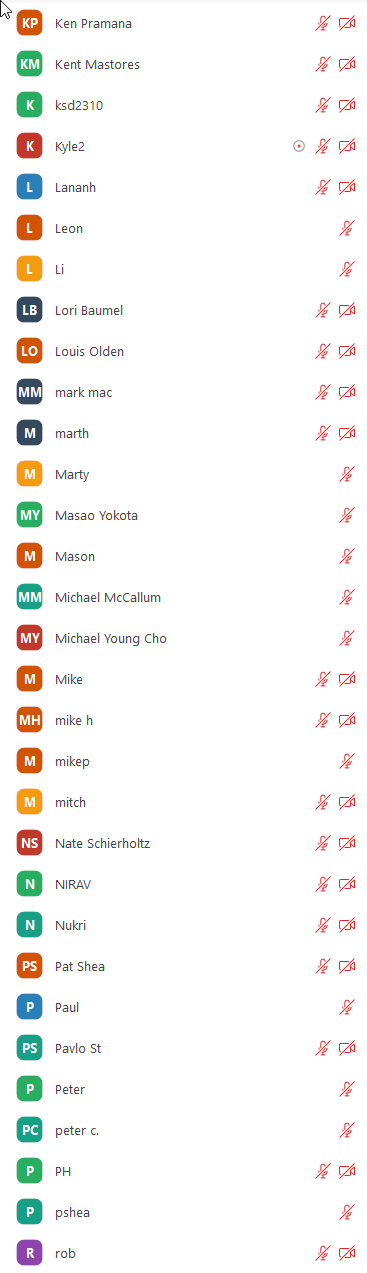 KP Ken Pramana
KM Kent Mastores
K ksd2310
K Kyle2
L Lananh
L Leon
L Li
LB Lori Baumel
LO Louis Olden
MM mark mac
M marth
M Marty
MY Masao Yokota
M Mason
MM Michael McCallum
MY Michael Young Cho
M Mike
MH mike h
M mikep
M mitch
NS Nate Schierholtz
N NIRAV
N Nukri
PS Pat Shea
P Paul
PS Pavlo St
P Peter
PC peter c.
P PH
P pshea
R rob